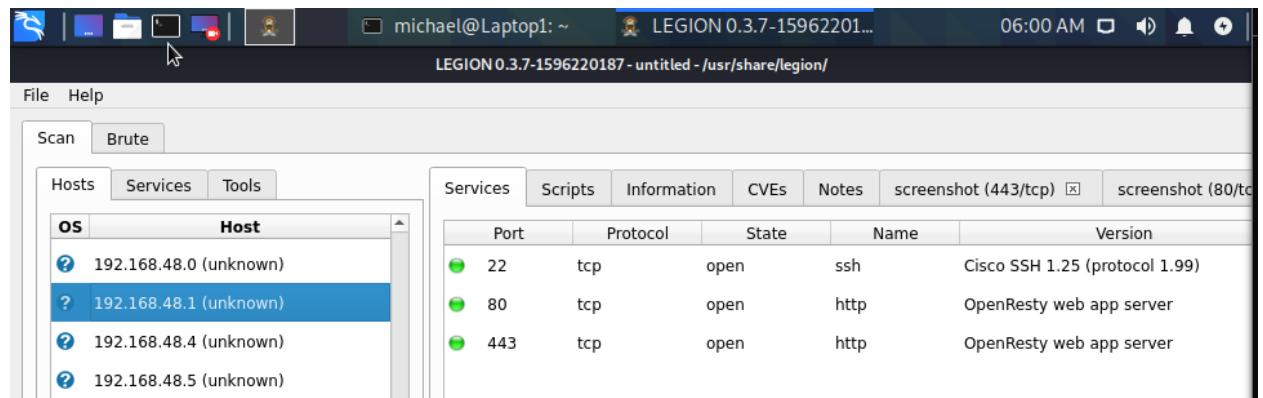 michael@Laptop1: ~ LEGION 0.3.7-15962201... 06:00 AM
LEGION 0.3.7-1596220187 - untitled - /usr/share/legion/
File Help
Scan Brute
Hosts Services Tools
OS Host
192.168.48.0 (unknown)
192.168.48.1 (unknown)
192.168.48.4 (unknown)
192.168.48.5 (unknown)
Services Scripts Information CVEs Notes screenshot (443/tcp) screenshot (80/tc
Port Protocol State Name Version
22 tcp open ssh Cisco SSH 1.25 (protocol 1.99)
80 tcp open http OpenResty web app server
443 tcp open http OpenResty web app server